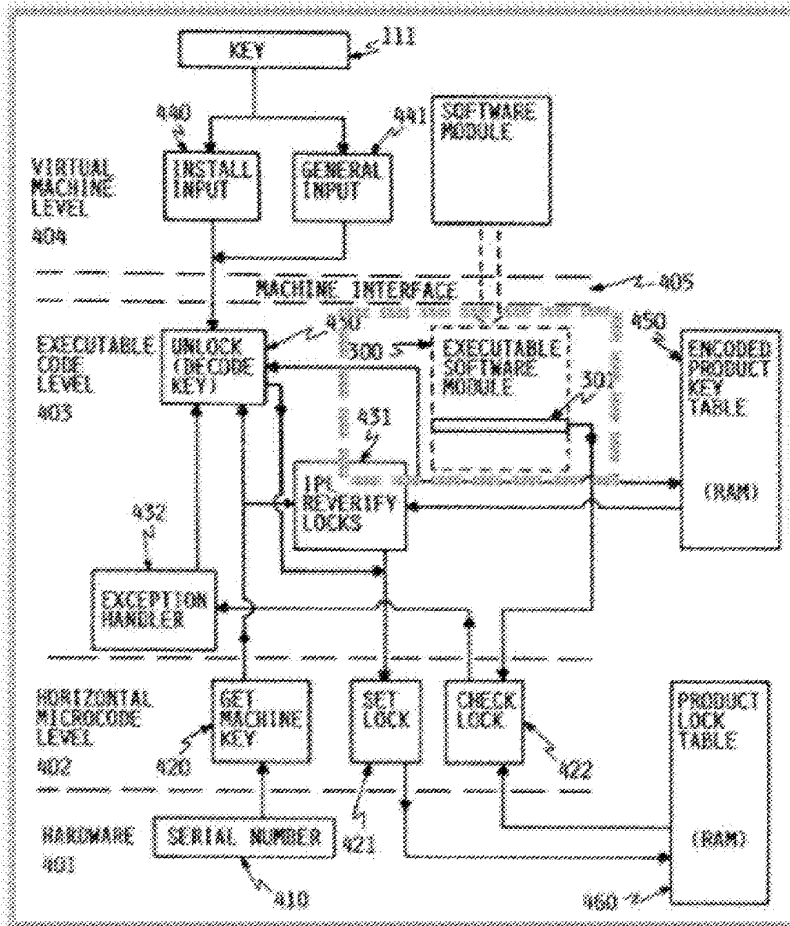 KEY
111
440
441
SOFTWARE
MODULE
INSTALL
INPUT
GENERAL
INPUT
VIRTUAL
MACHINE
LEVEL
404
MACHINE INTERFACE
405
EXECUTABLE
CODE
LEVEL
403
UNLOCK
(DECODE
KEY)
430
300
EXECUTABLE
SOFTWARE
MODULE
301
450
ENCODED
PRODUCT
KEY
TABLE
(RAM)
431
IPL
REVERIFY
LOCKS
432
EXCEPTION
HANDLER
HORIZONTAL
MICROCODE
LEVEL
402
GET
MACHINE
KEY
420
SET
LOCK
421
CHECK
LOCK
422
PRODUCT
LOCK
TABLE
(RAM)
460
HARDWARE
401
SERIAL NUMBER
410